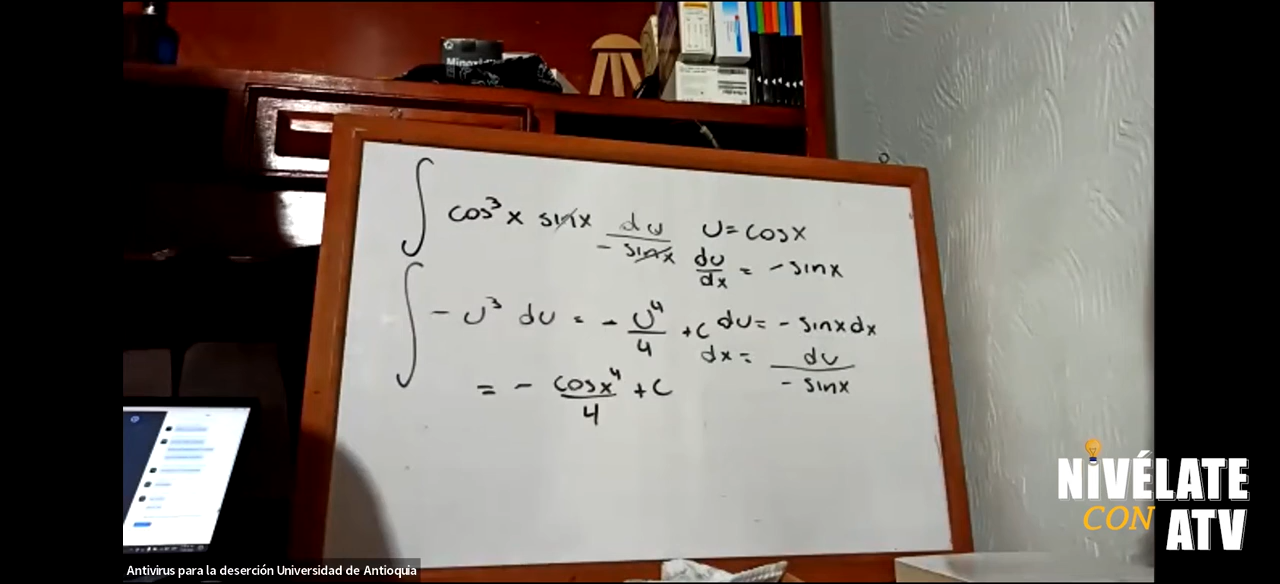 Minoxidil
∫ cos³x sinx du/(- sinx) U = cosx
du/dx = - sinx
∫ - U³ du = - U⁴/4 + C du = - sinx dx
dx = du/(- sinx)
= - cosx⁴/4 + C
NIVÉLATE
CON ATV
Antivirus para la deserción Universidad de Antioquia